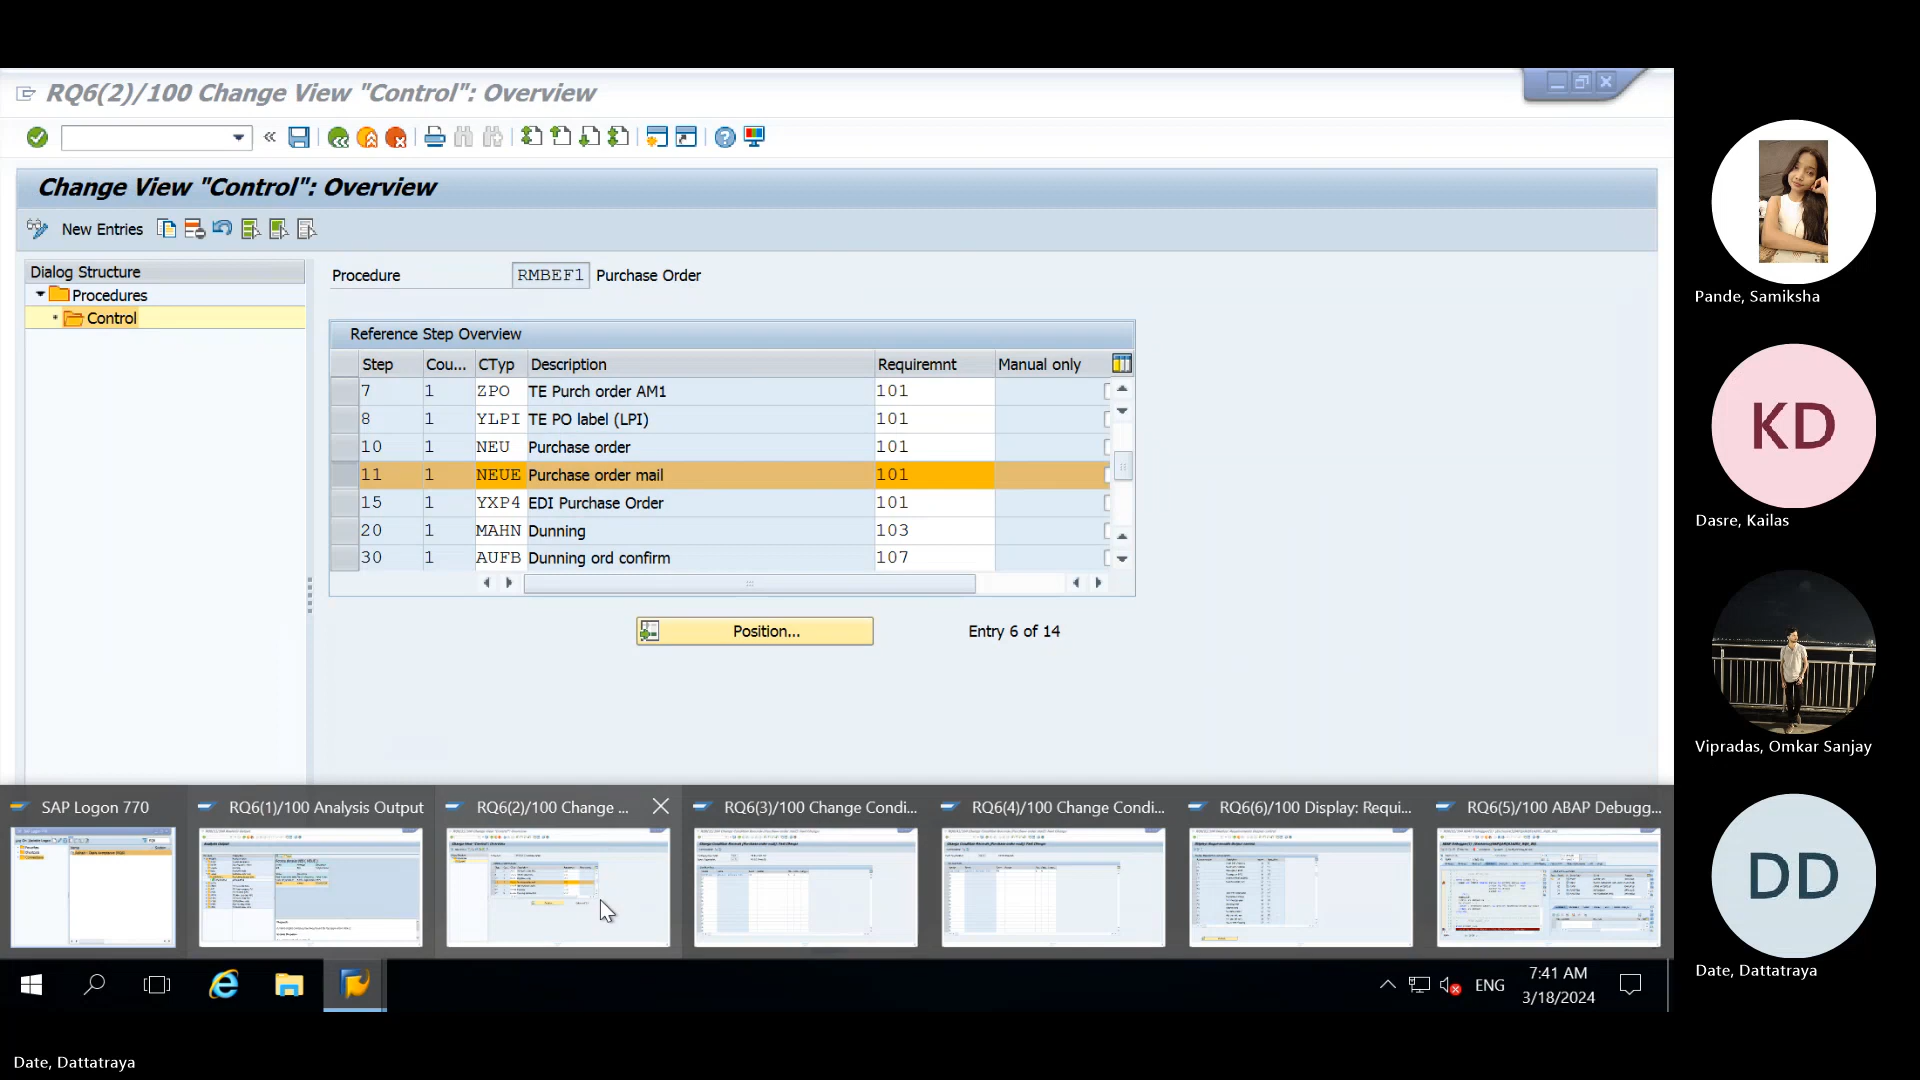 RQ6(2)/100 Change View "Control": Overview
Change View "Control": Overview
New Entries
Dialog Structure
Procedures
Control
Procedure RMBEF1 Purchase Order
Reference Step Overview
Step Cou... CTyp Description Requiremnt Manual only
7 1 ZPO TE Purch order AM1 101
8 1 YLPI TE PO label (LPI) 101
10 1 NEU Purchase order 101
11 1 NEUE Purchase order mail 101
15 1 YXP4 EDI Purchase Order 101
20 1 MAHN Dunning 103
30 1 AUFB Dunning ord confirm 107
Position... Entry 6 of 14
SAP Logon 770 RQ6(1)/100 Analysis Output RQ6(2)/100 Change ... RQ6(3)/100 Change Condi... RQ6(4)/100 Change Condi... RQ6(6)/100 Display: Requi... RQ6(5)/100 ABAP Debugg...
ENG
7:41 AM
3/18/2024
Pande, Samiksha
KD
Dasre, Kailas
Vipradas, Omkar Sanjay
DD
Date, Dattatraya
Date, Dattatraya